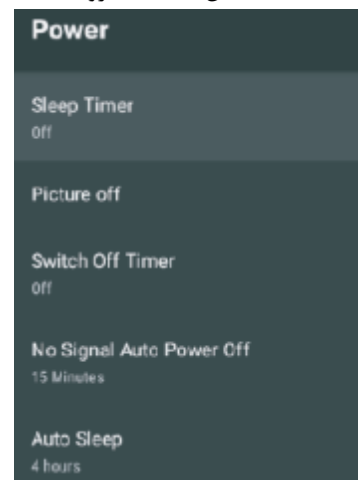 Power
Sleep Timer
Off
Picture off
Switch Off Timer
Off
No Signal Auto Power Off
15 Minutes
Auto Sleep
4 hours